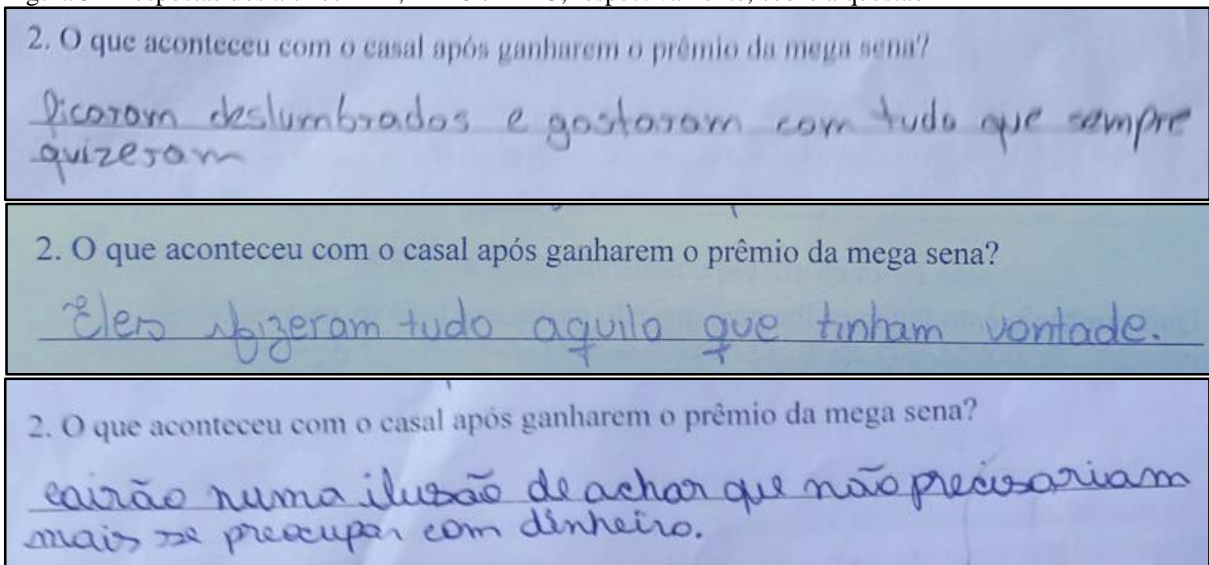 2. O que aconteceu com o casal após ganharem o prêmio da mega sena?
Ficaram deslumbrados e gastaram com tudo que sempre
quizeram
2. O que aconteceu com o casal após ganharem o prêmio da mega sena?
Eles fizeram tudo aquilo que tinham vontade.
2. O que aconteceu com o casal após ganharem o prêmio da mega sena?
cairão numa ilusão de achar que não precisariam
mais se preocupar com dinheiro.